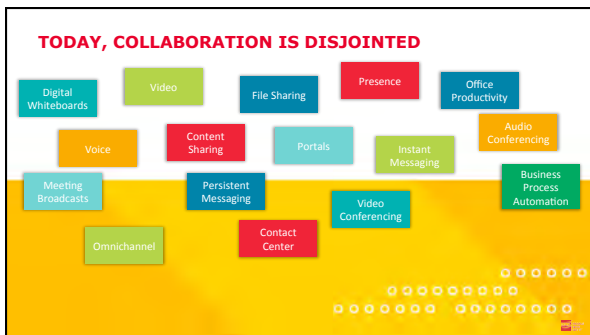 TODAY, COLLABORATION IS DISJOINTED
Digital
Whiteboards
Video
File Sharing
Presence
Office
Productivity
Voice
Content
Sharing
Portals
Instant
Messaging
Audio
Conferencing
Meeting
Broadcasts
Persistent
Messaging
Video
Conferencing
Business
Process
Automation
Omnichannel
Contact
Center